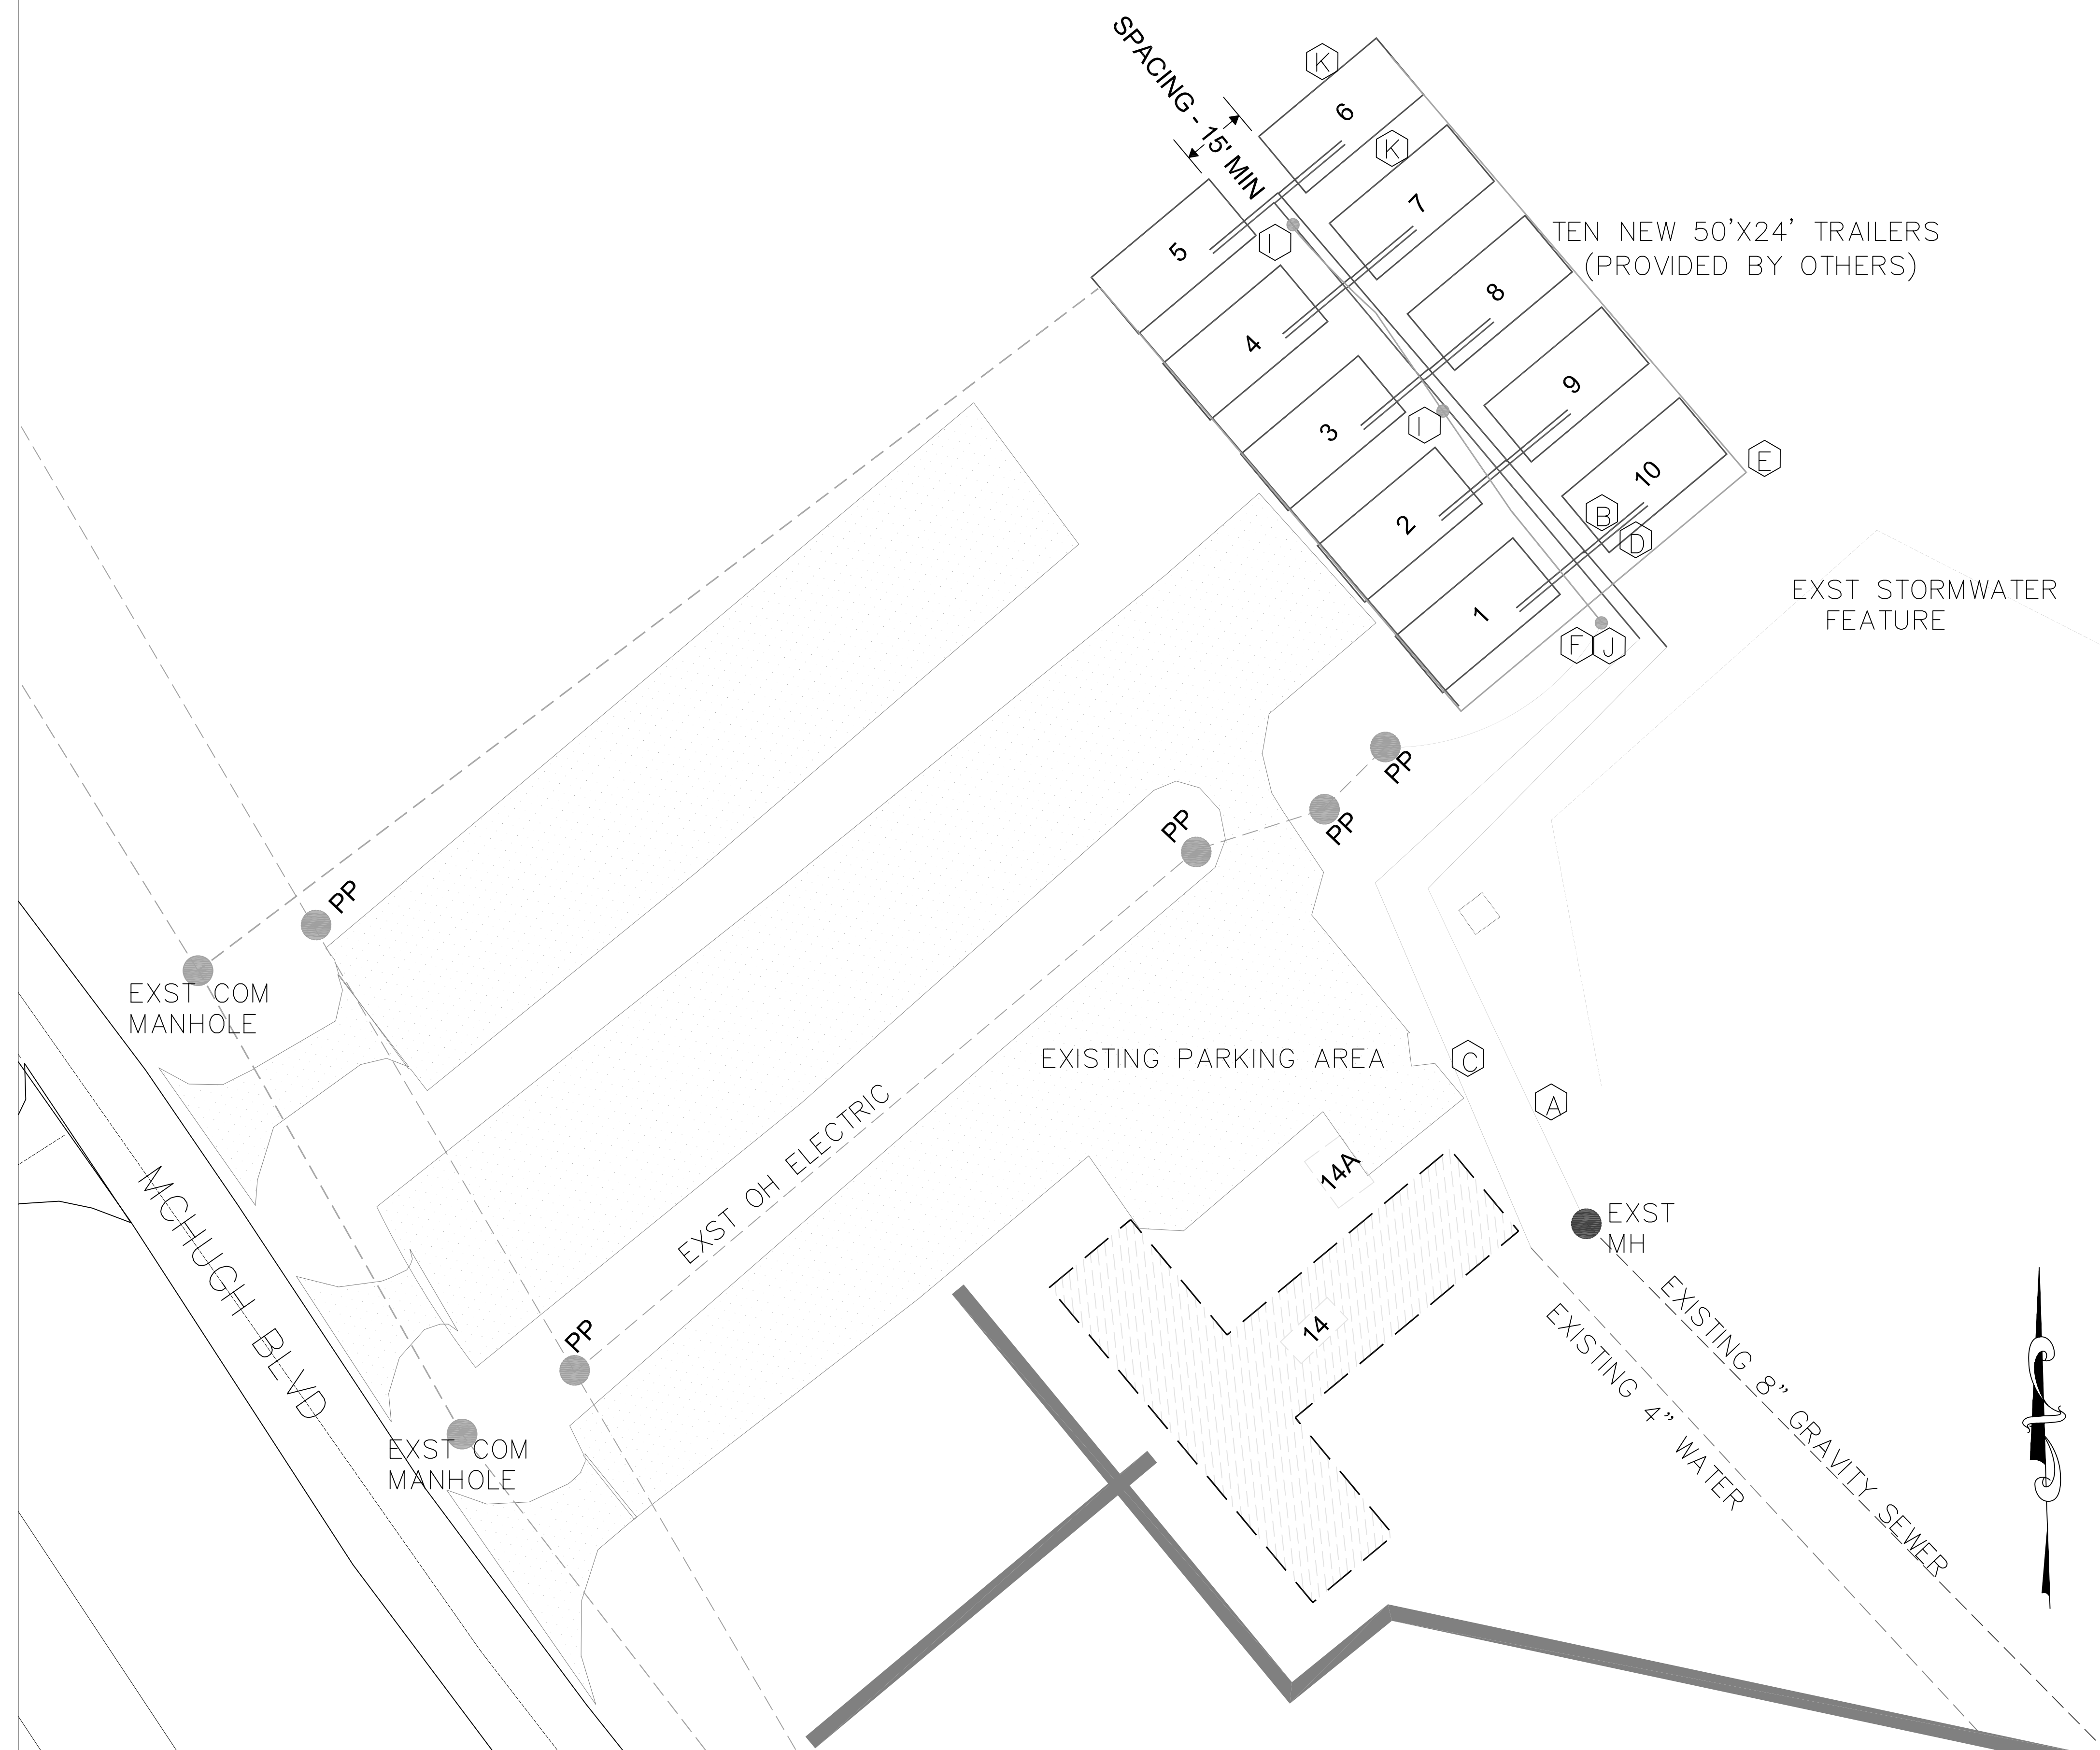 SPACING - 15' MIN
K
6
K
7
5
I
4
8
TEN NEW 50'X24' TRAILERS
(PROVIDED BY OTHERS)
3
I
9
2
10
E
B
D
1
F
J
EXST STORMWATER
FEATURE
PP
PP
PP
PP
EXST COM
MANHOLE
EXISTING PARKING AREA
C
A
EXST OH ELECTRIC
14A
MCHUGH BLVD
EXST
MH
14
PP
EXISTING 8" GRAVITY SEWER
EXISTING 4" WATER
EXST COM
MANHOLE